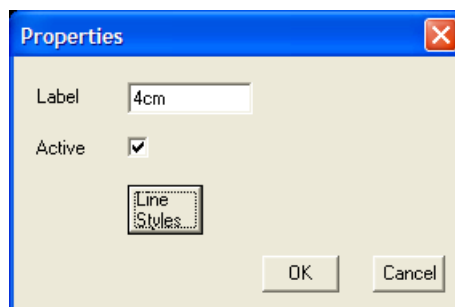 Properties
Label 4cm
Active
Line
Styles...
OK Cancel